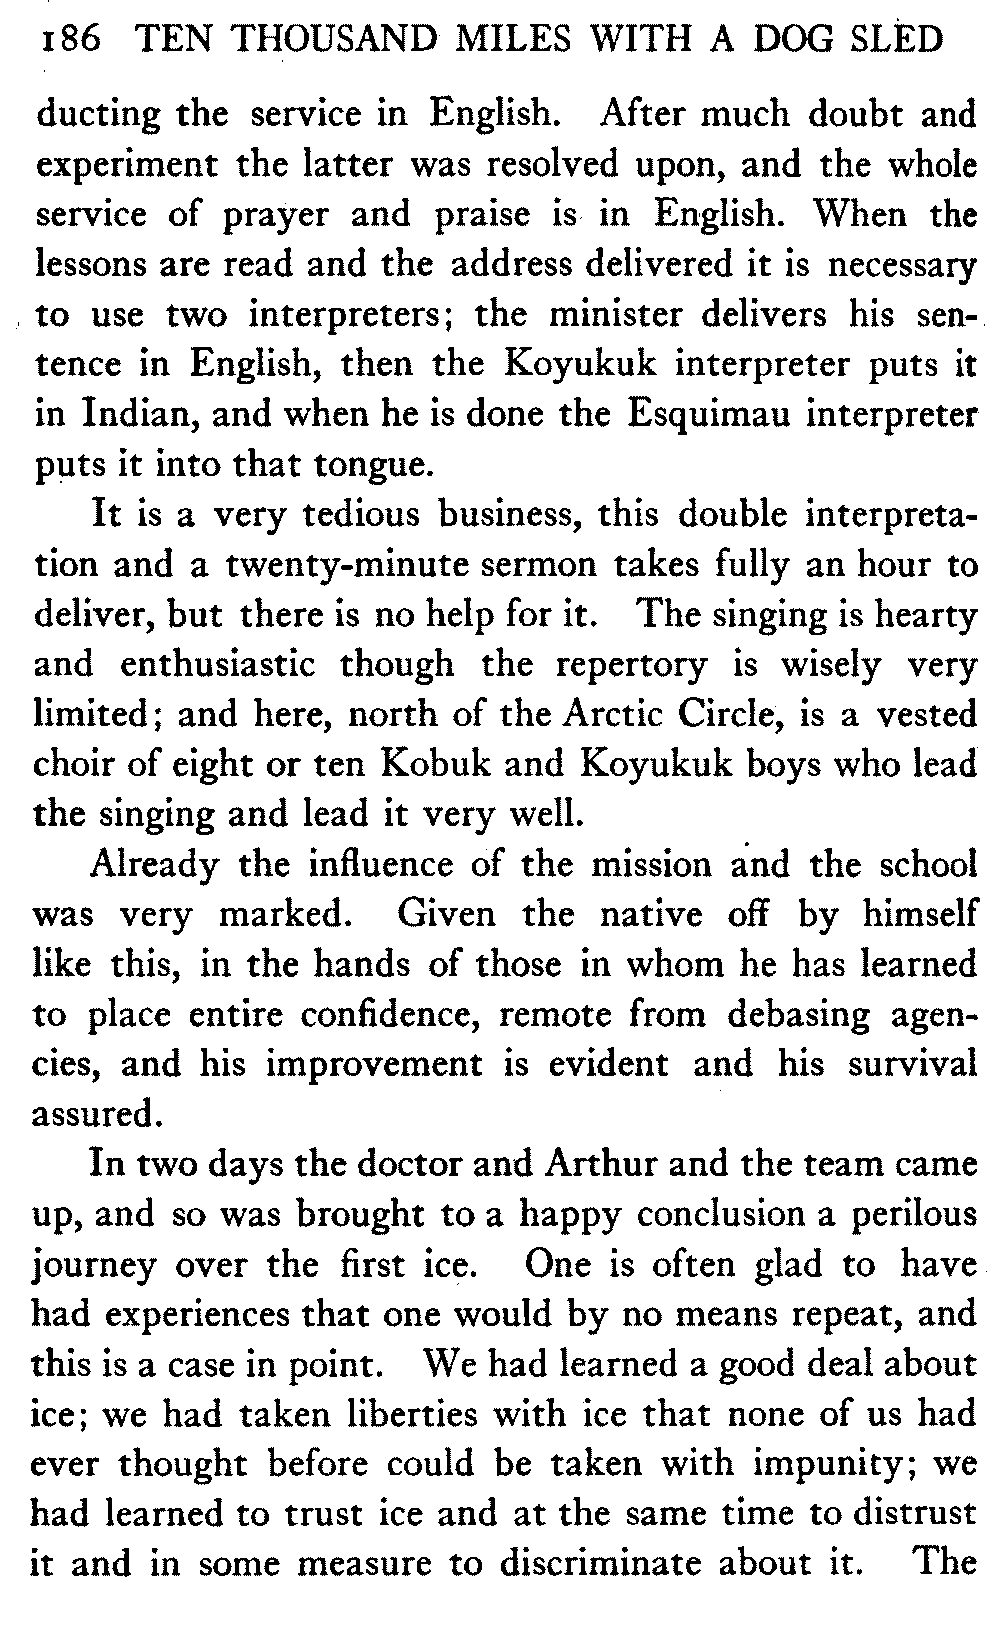 186 TEN THOUSAND MILES WITH A DOG SLED
ducting the service in English. After much doubt and
experiment the latter was resolved upon, and the whole
service of prayer and praise is in English. When the
lessons are read and the address delivered it is necessary
to use two interpreters; the minister delivers his sen-
tence in English, then the Koyukuk interpreter puts it
in Indian, and when he is done the Esquimau interpreter
puts it into that tongue.
It is a very tedious business, this double interpreta-
tion and a twenty-minute sermon takes fully an hour to
deliver, but there is no help for it. The singing is hearty
and enthusiastic though the repertory is wisely very
limited; and here, north of the Arctic Circle, is a vested
choir of eight or ten Kobuk and Koyukuk boys who lead
the singing and lead it very well.
Already the influence of the mission and the school
was very marked. Given the native off by himself
like this, in the hands of those in whom he has learned
to place entire confidence, remote from debasing agen-
cies, and his improvement is evident and his survival
assured.
In two days the doctor and Arthur and the team came
up, and so was brought to a happy conclusion a perilous
journey over the first ice. One is often glad to have
had experiences that one would by no means repeat, and
this is a case in point. We had learned a good deal about
ice; we had taken liberties with ice that none of us had
ever thought before could be taken with impunity; we
had learned to trust ice and at the same time to distrust
it and in some measure to discriminate about it. The